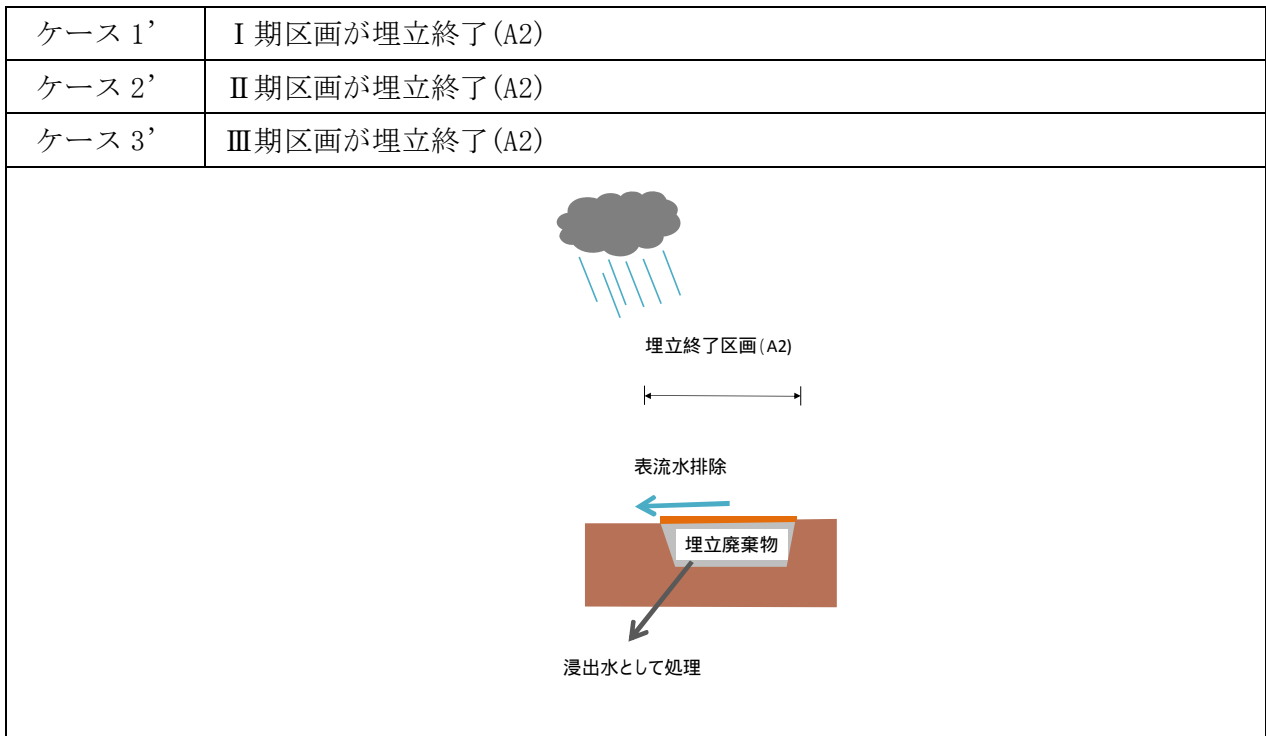 ケース 1’ Ⅰ期区画が埋立終了(A2)
ケース 2’ Ⅱ期区画が埋立終了(A2)
ケース 3’ Ⅲ期区画が埋立終了(A2)
埋立終了区画(A2)
表流水排除
埋立廃棄物
浸出水として処理